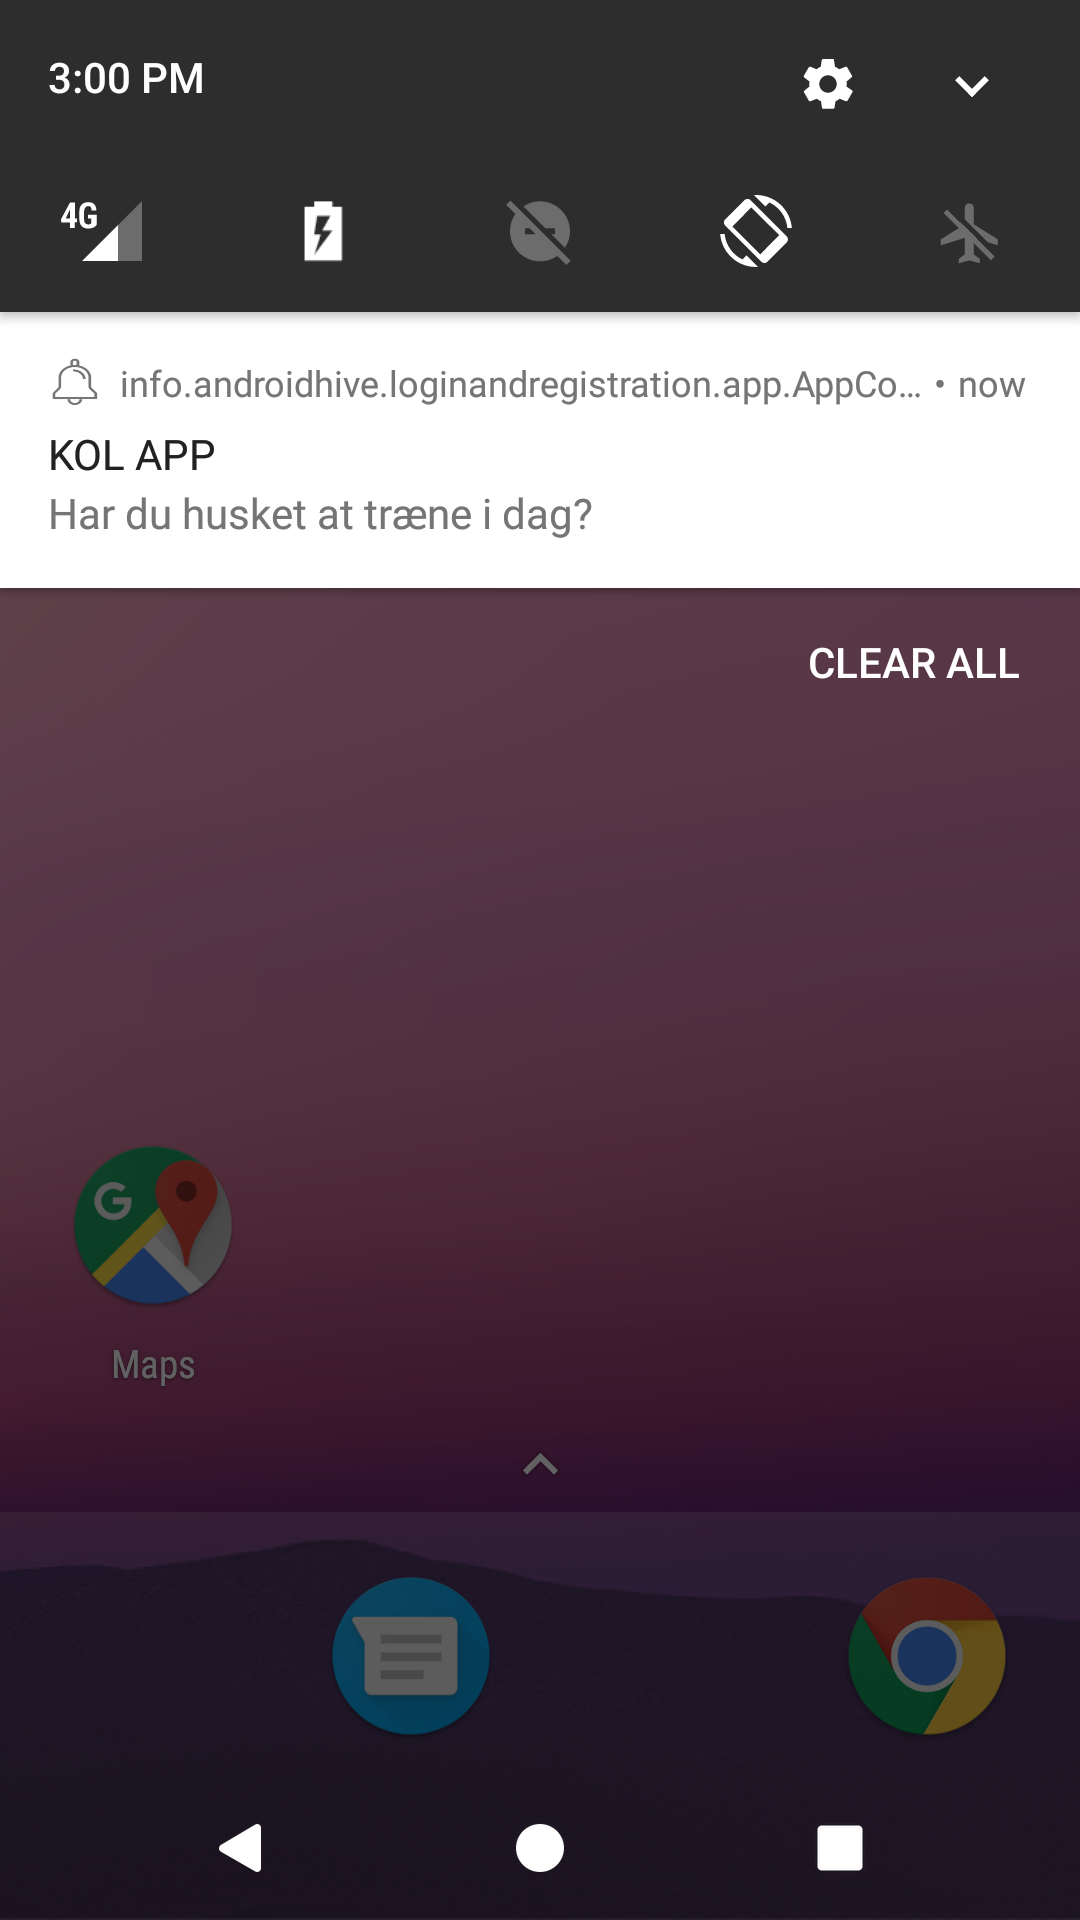 3:00 PM
4G
info.androidhive.loginandregistration.app.AppCo... • now
KOL APP
Har du husket at træne i dag?
CLEAR ALL
G
Maps